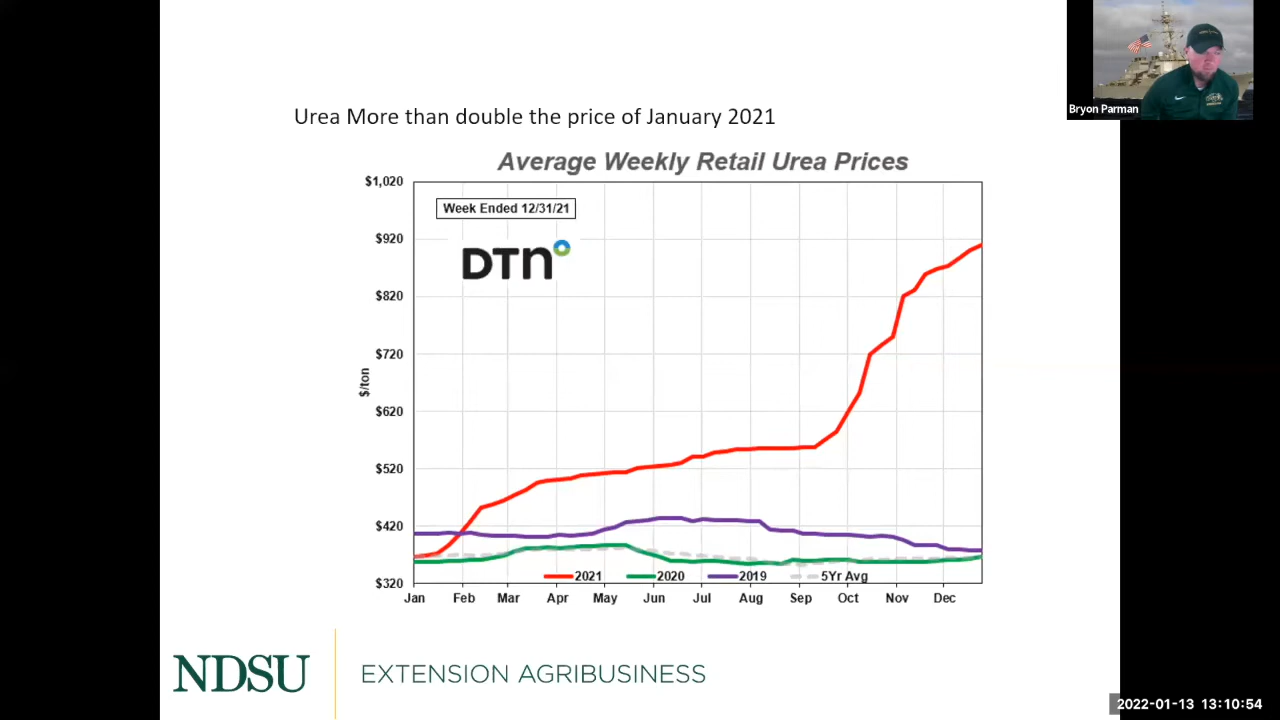 Bryon Parman
Urea More than double the price of January 2021
Average Weekly Retail Urea Prices
$1,020
Week Ended 12/31/21
DTN
$920
$820
$720
$/ton
$620
$520
$420
$320
2021 2020 2019 5Yr Avg
Jan Feb Mar Apr May Jun Jul Aug Sep Oct Nov Dec
NDSU EXTENSION AGRIBUSINESS
2022-01-13 13:10:54